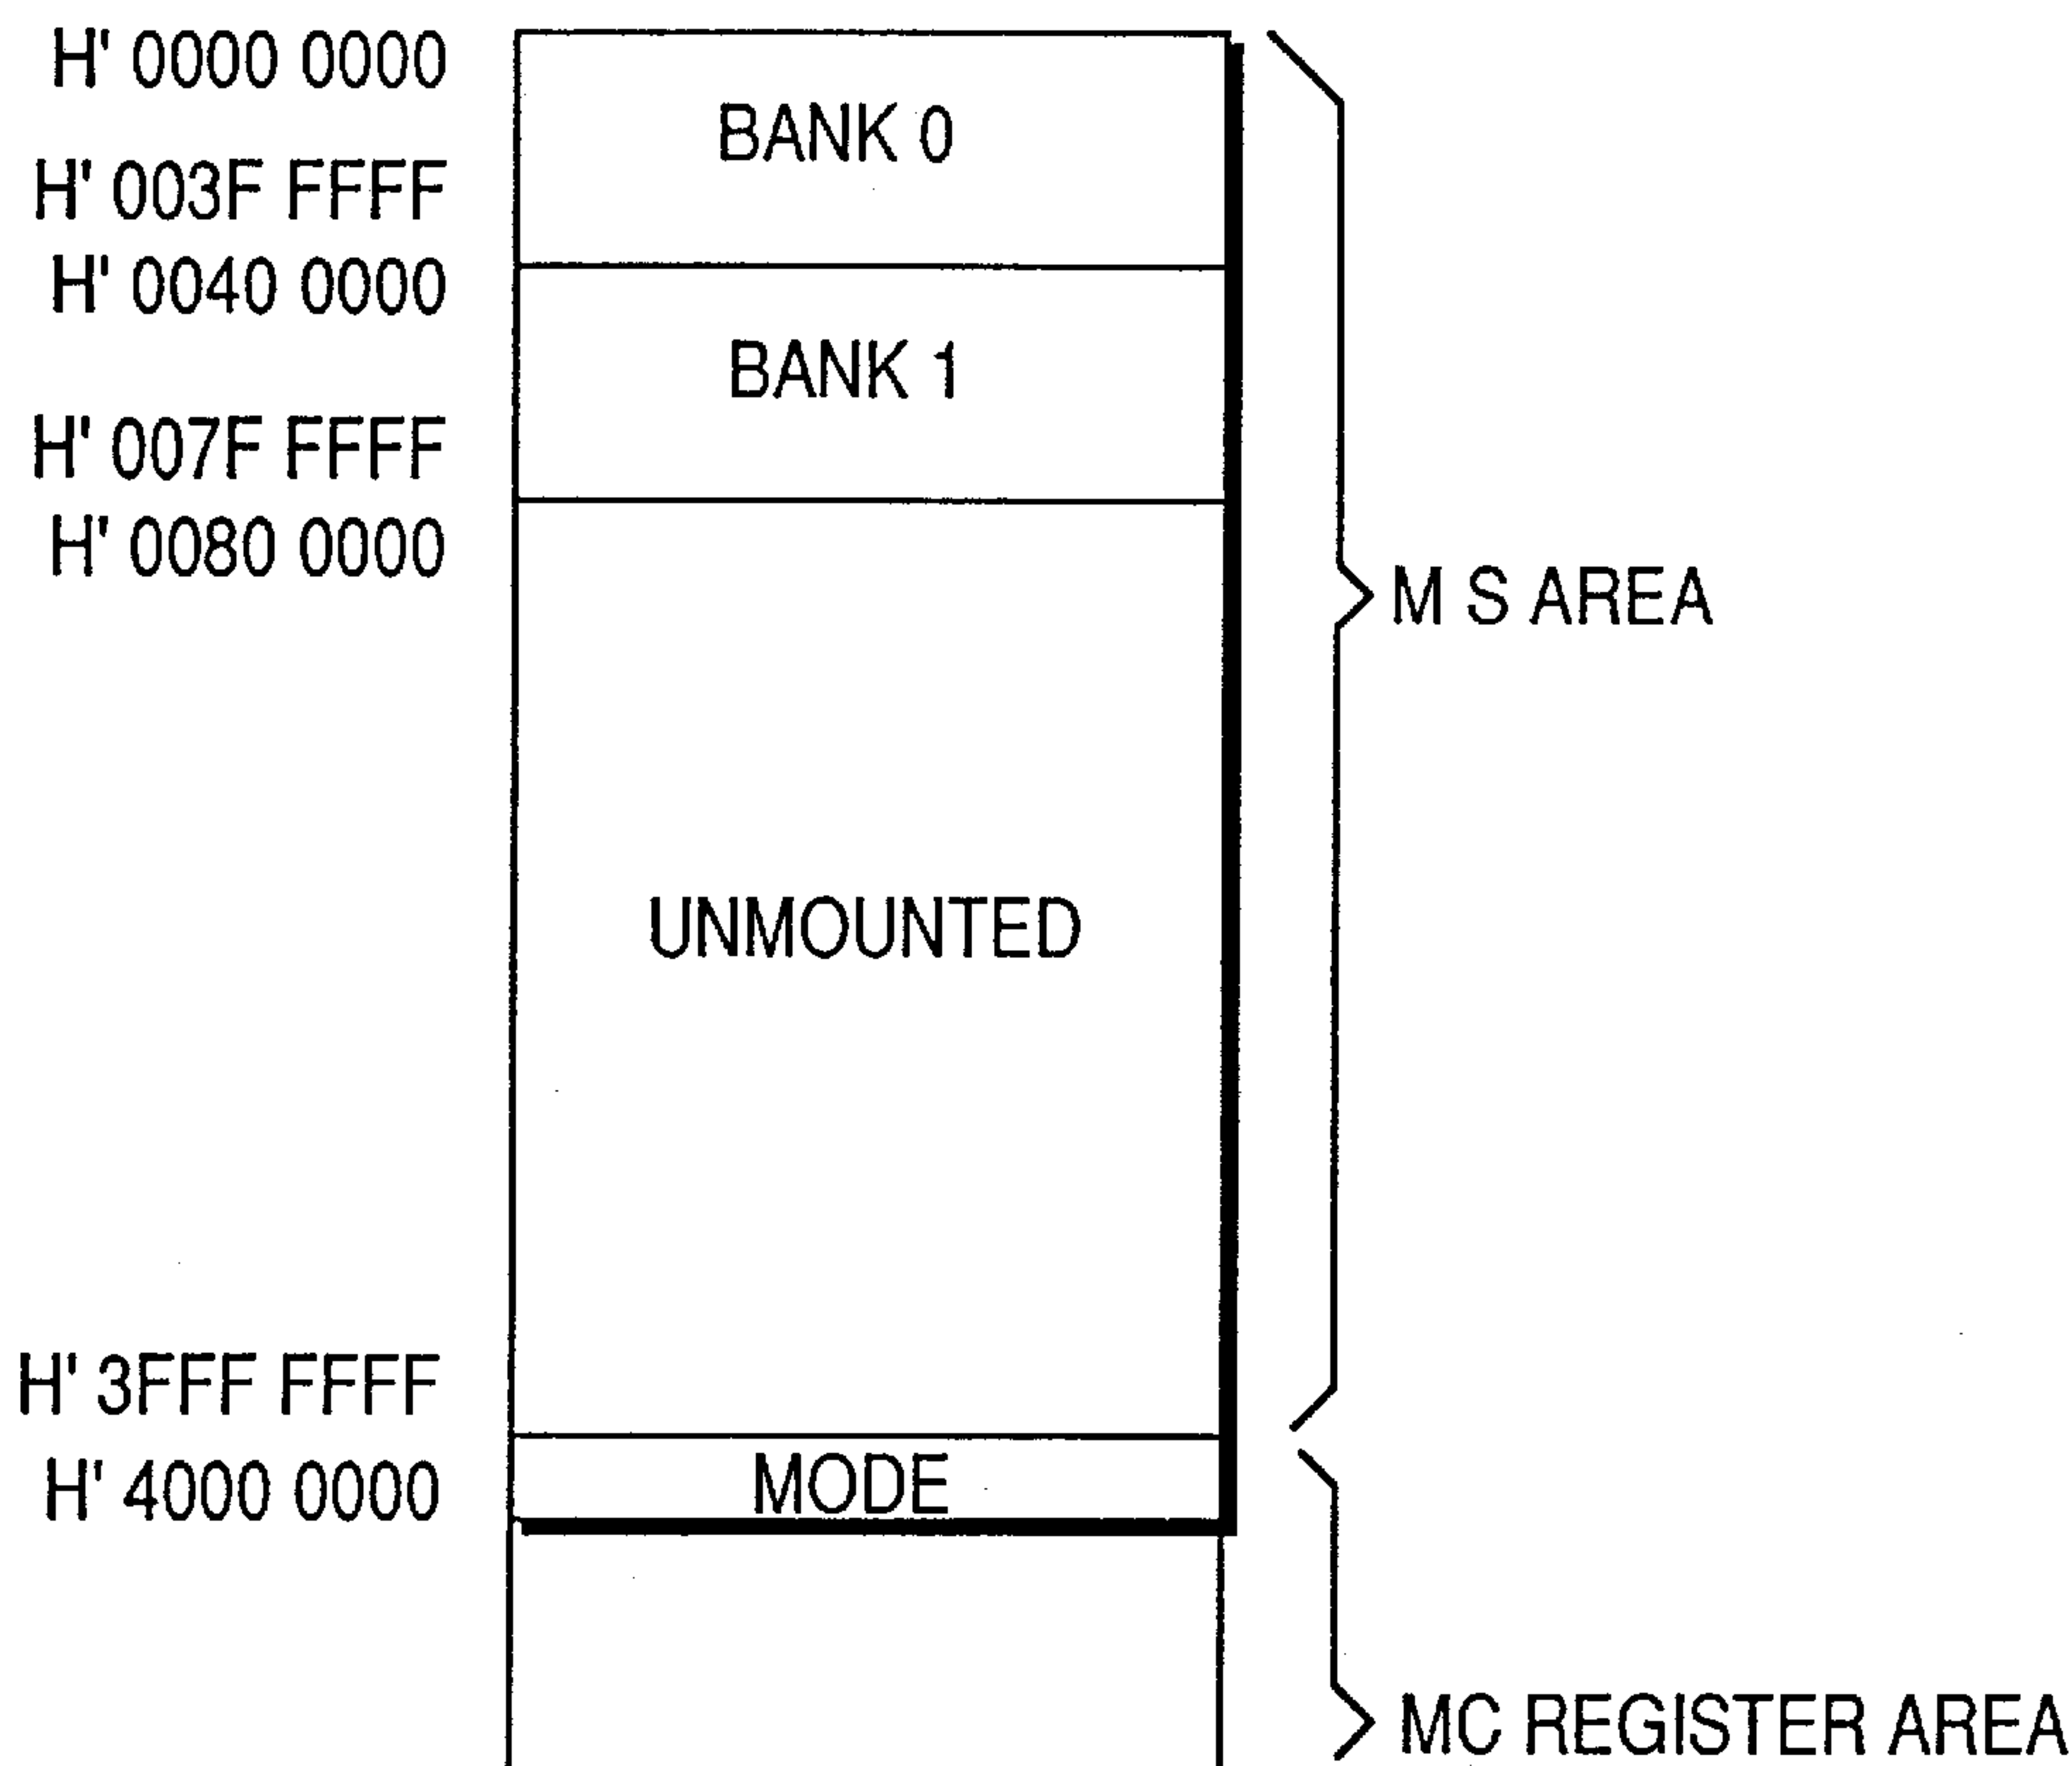 H' 0000 0000
BANK 0
H' 003F FFFF
H' 0040 0000
BANK 1
H' 007F FFFF
H' 0080 0000
M S AREA
UNMOUNTED
H' 3FFF FFFF
H' 4000 0000
MODE
MC REGISTER AREA